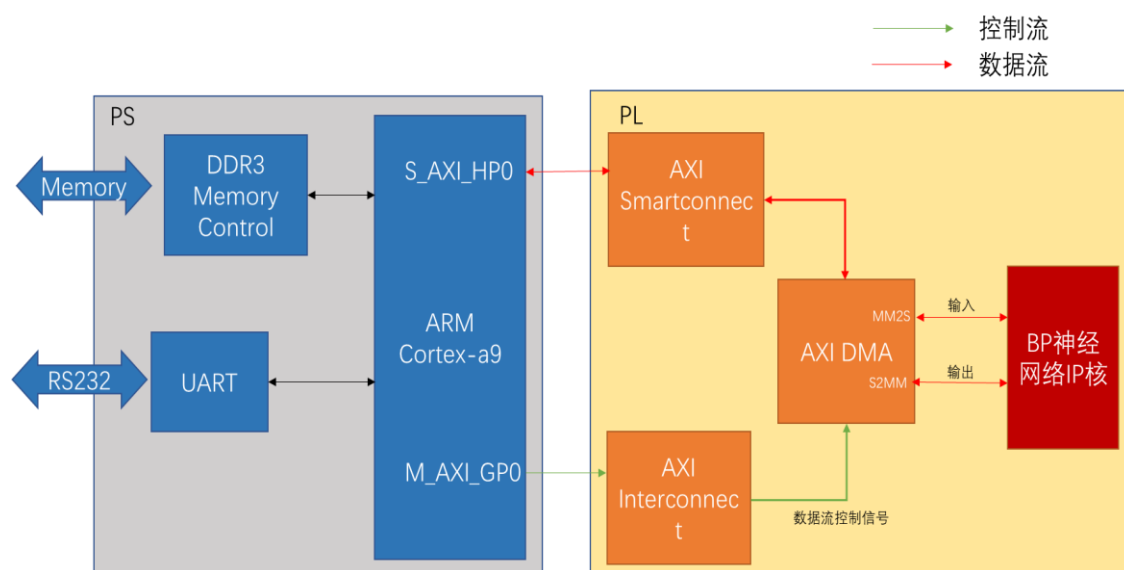 控制流
数据流
PS
PL
DDR3
Memory
Control
Memory
S_AXI_HP0
AXI
Smartconnec
t
ARM
Cortex-a9
UART
RS232
M_AXI_GP0
AXI
Interconnec
t
MM2S
AXI DMA
S2MM
输入
输出
BP神经
网络IP核
数据流控制信号